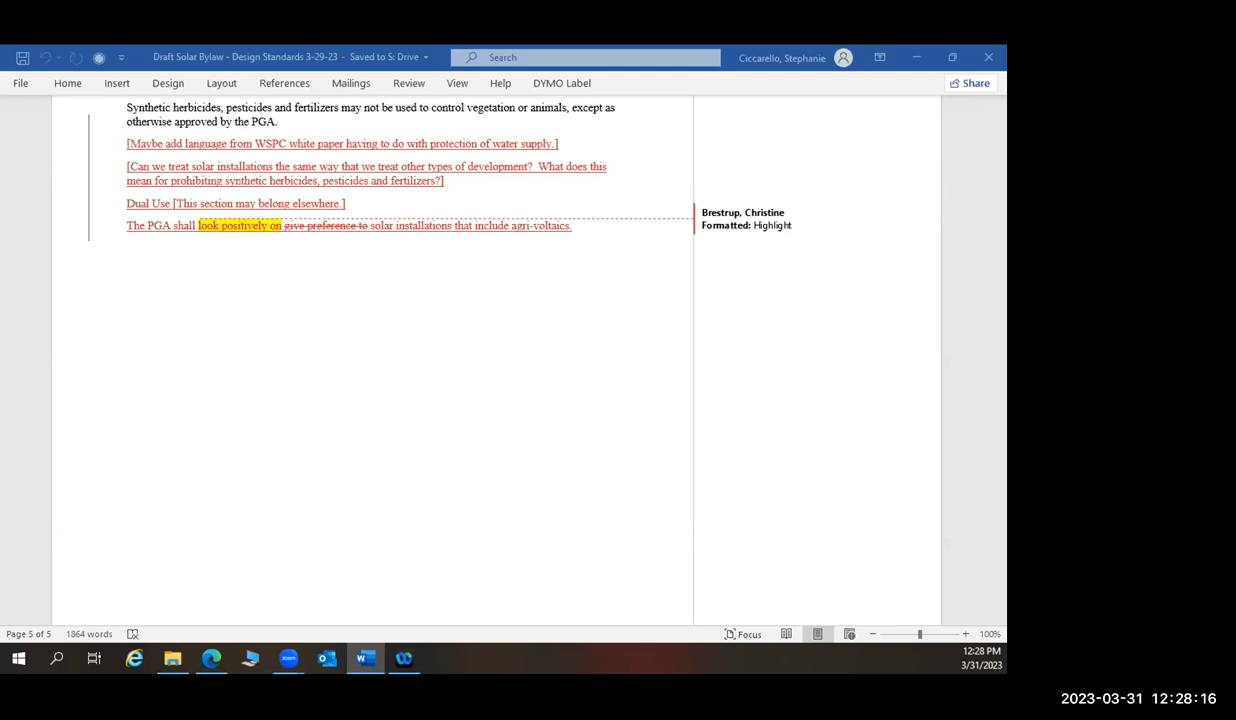 Draft Solar Bylaw - Design Standards 3-29-23 - Saved to S: Drive
Search
Ciccarello, Stephanie
File Home Insert Design Layout References Mailings Review View Help DYMO Label Share
Synthetic herbicides, pesticides and fertilizers may not be used to control vegetation or animals, except as
otherwise approved by the PGA.
[Maybe add language from WSPC white paper having to do with protection of water supply.]
[Can we treat solar installations the same way that we treat other types of development? What does this
mean for prohibiting synthetic herbicides, pesticides and fertilizers?]
Dual Use [This section may belong elsewhere.]
The PGA shall look positively on give preference to solar installations that include agri-voltaics.
Brestrup, Christine
Formatted: Highlight
Page 5 of 5 1864 words Focus 100%
zoom
12:28 PM
3/31/2023
2023-03-31 12:28:16